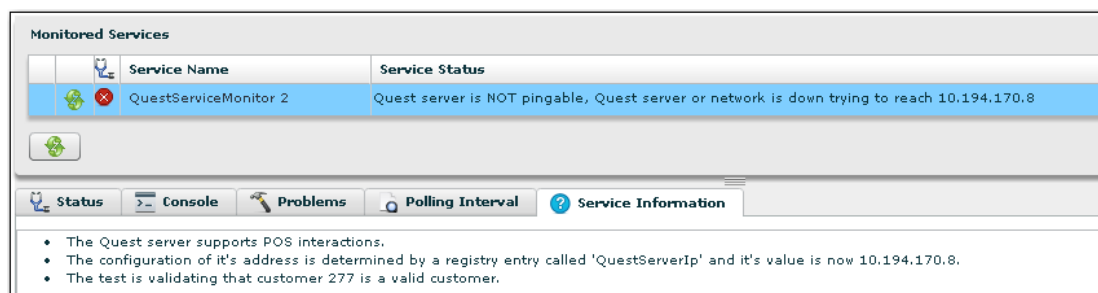 Monitored Services
Service Name Service Status
QuestServiceMonitor 2 Quest server is NOT pingable, Quest server or network is down trying to reach 10.194.170.8
Status Console Problems Polling Interval Service Information
• The Quest server supports POS interactions.
• The configuration of it's address is determined by a registry entry called 'QuestServerIp' and it's value is now 10.194.170.8.
• The test is validating that customer 277 is a valid customer.